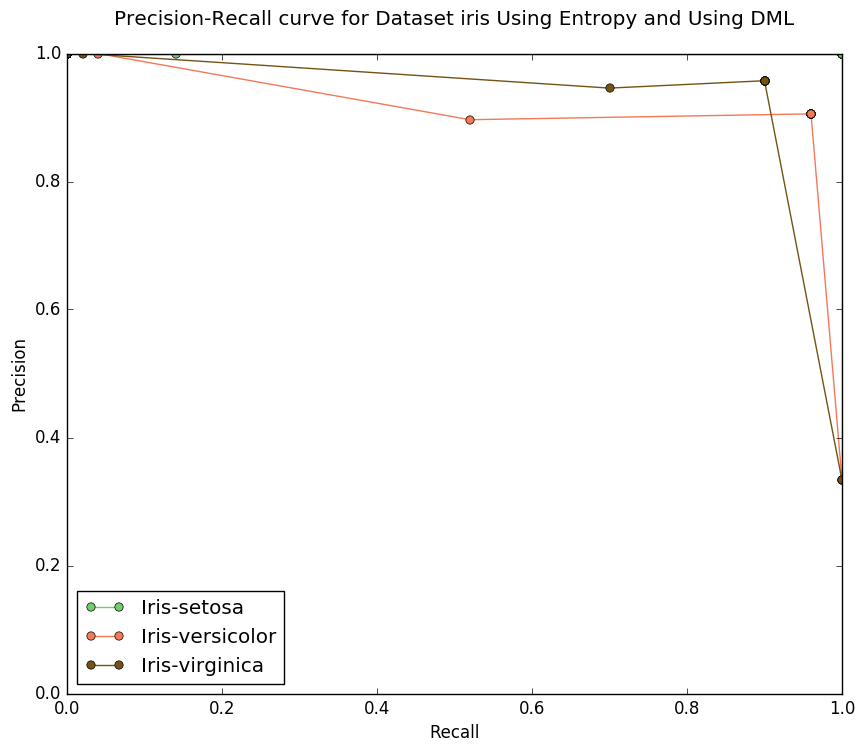 Precision-Recall curve for Dataset iris Using Entropy and Using DML
1.0
0.8
0.6
0.4
0.2
0.0
Precision
Iris-setosa
Iris-versicolor
Iris-virginica
0.0 0.2 0.4 0.6 0.8 1.0
Recall